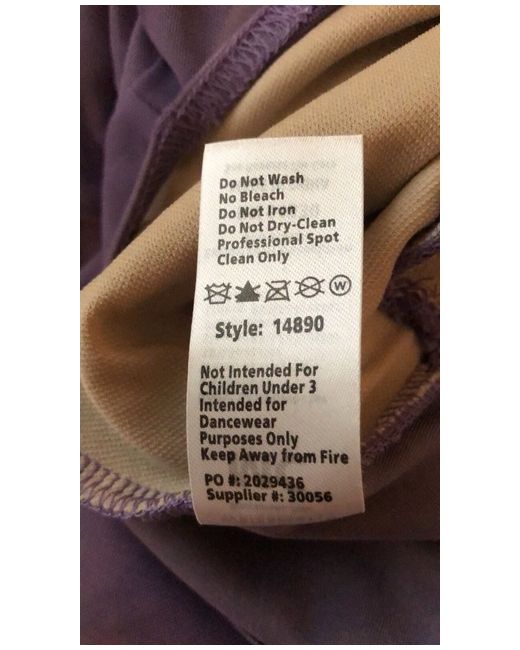 Do Not Wash
No Bleach
Do Not Iron
Do Not Dry-Clean
Professional Spot
Clean Only
W
Style: 14890
Not Intended For
Children Under 3
Intended for
Dancewear
Purposes Only
Keep Away from Fire
PO #: 2029436
Supplier #: 30056